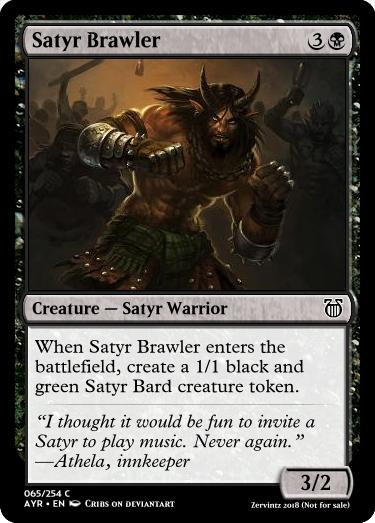 Satyr Brawler 3
Creature — Satyr Warrior
When Satyr Brawler enters the
battlefield, create a 1/1 black and
green Satyr Bard creature token.
“I thought it would be fun to invite a
Satyr to play music. Never again.”
—Athela, innkeeper
3/2
065/254 C
AYR • EN CRIBS ON DEVIANTART
Zervintz 2018 (Not for sale)